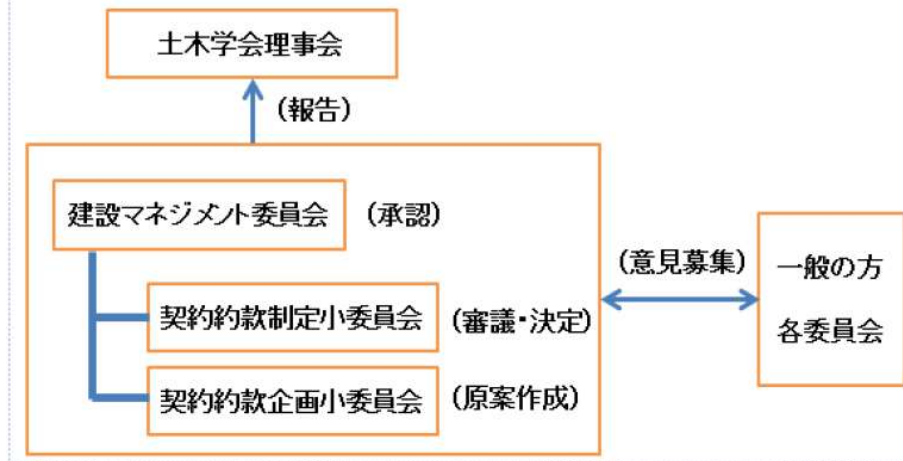 土木学会理事会
(報告)
建設マネジメント委員会 (承認)
(意見募集)
一般の方
各委員会
契約約款制定小委員会 (審議・決定)
契約約款企画小委員会 (原案作成)